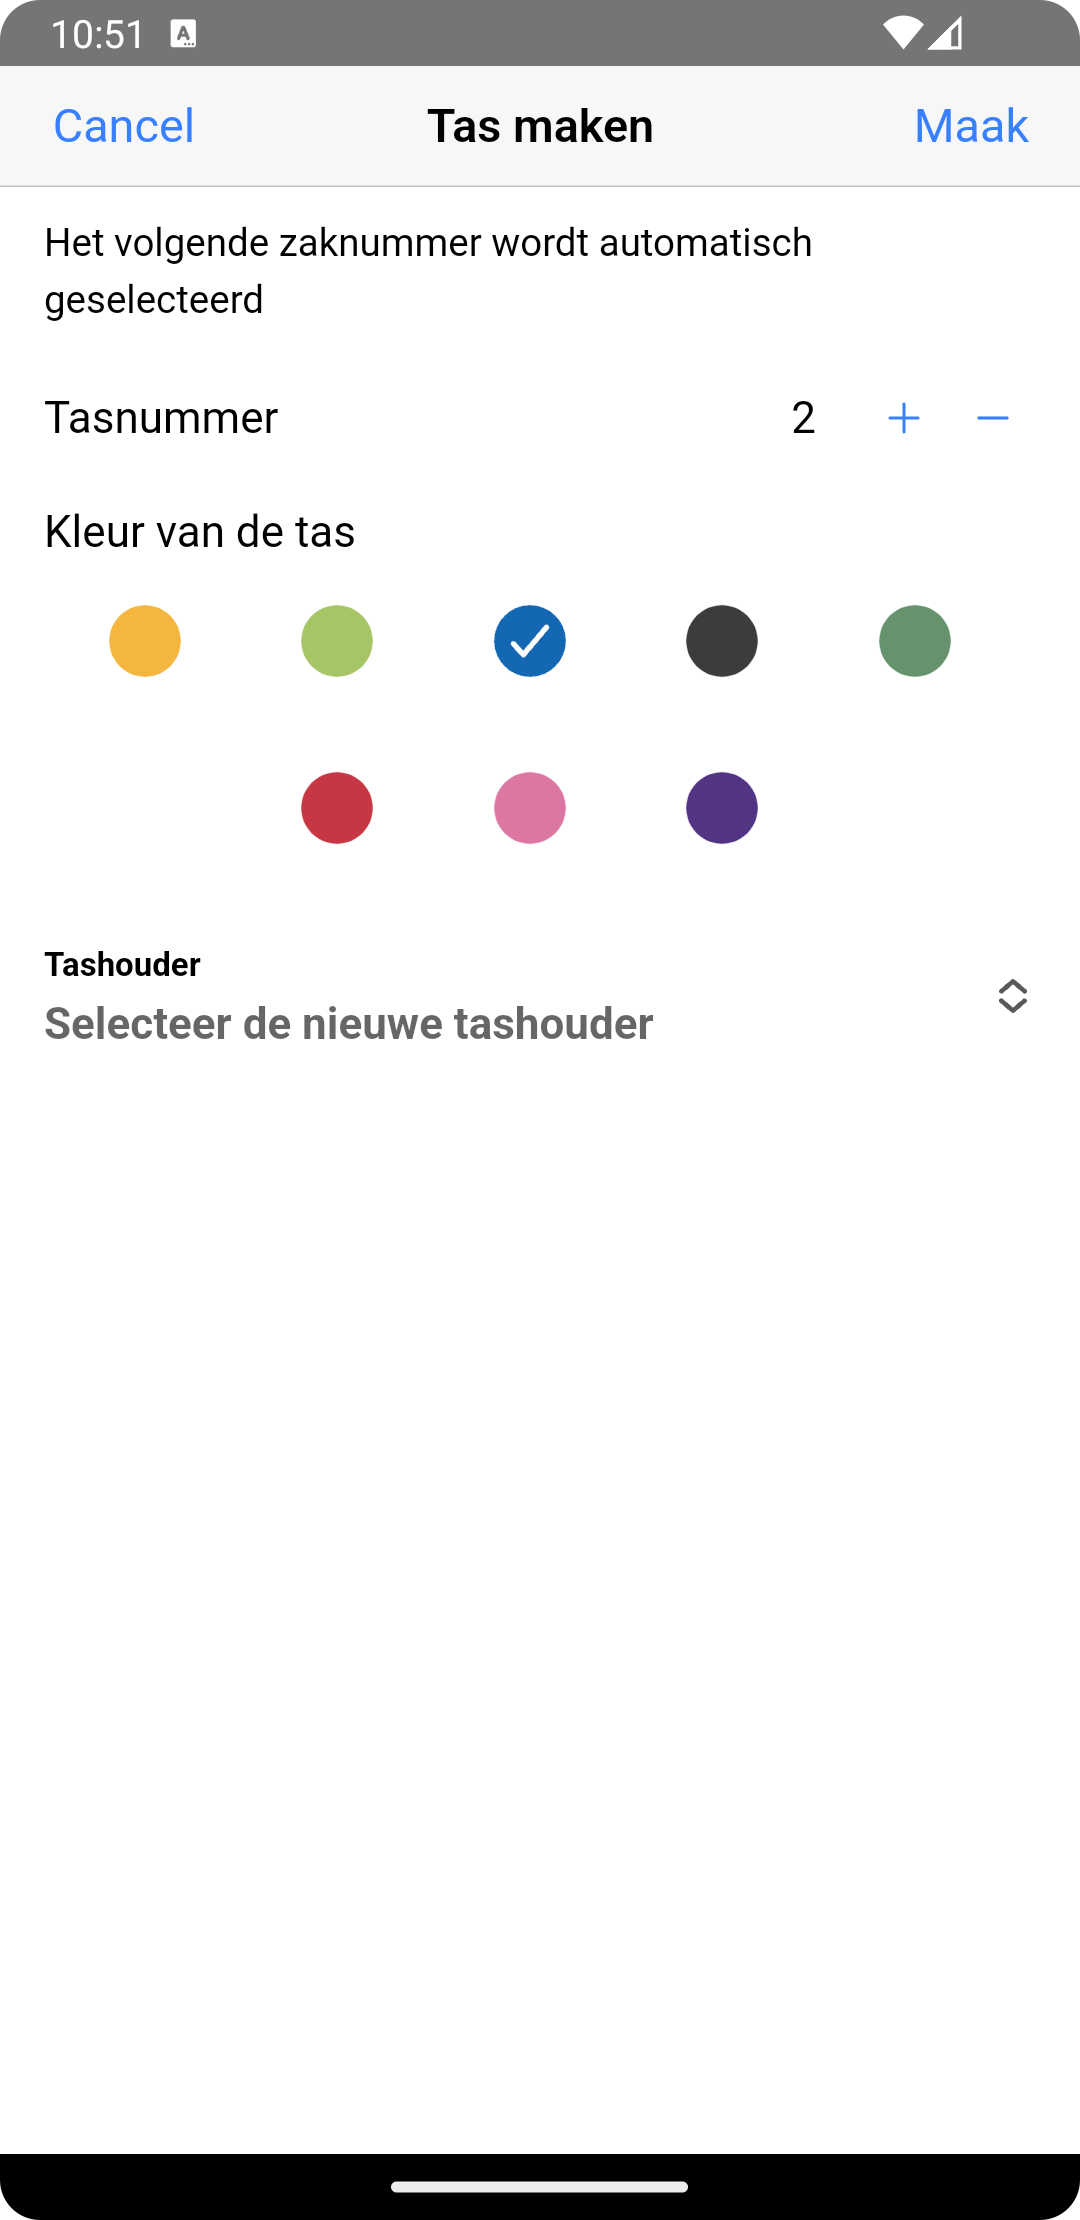 10:51
Cancel
Tas maken
Maak
Het volgende zaknummer wordt automatisch
geselecteerd
Tasnummer
2
Kleur van de tas
Tashouder
Selecteer de nieuwe tashouder